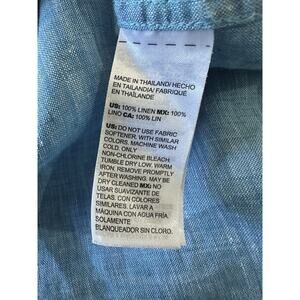 MADE IN THAILAND/ HECHO
EN TAILANDIA/ FABRIQUÉ
EN THAÏLANDE
US: 100% LINEN MX: 100%
LINO CA: 100% LIN
US: DO NOT USE FABRIC
SOFTENER, WITH SIMILAR
COLORS, MACHINE WASH
COLD, ONLY
NON-CHLORINE BLEACH
TUMBLE DRY LOW, WARM
IRON, REMOVE PROMPTLY
AFTER WASHING. MAY BE
DRY CLEANED MX: NO
USAR SUAVIZANTE DE
TELAS, CON COLORES
SIMILARES, LAVAR A
MÁQUINA CON AGUA FRÍA,
SOLAMENTE
BLANQUEADOR SIN CLORO.